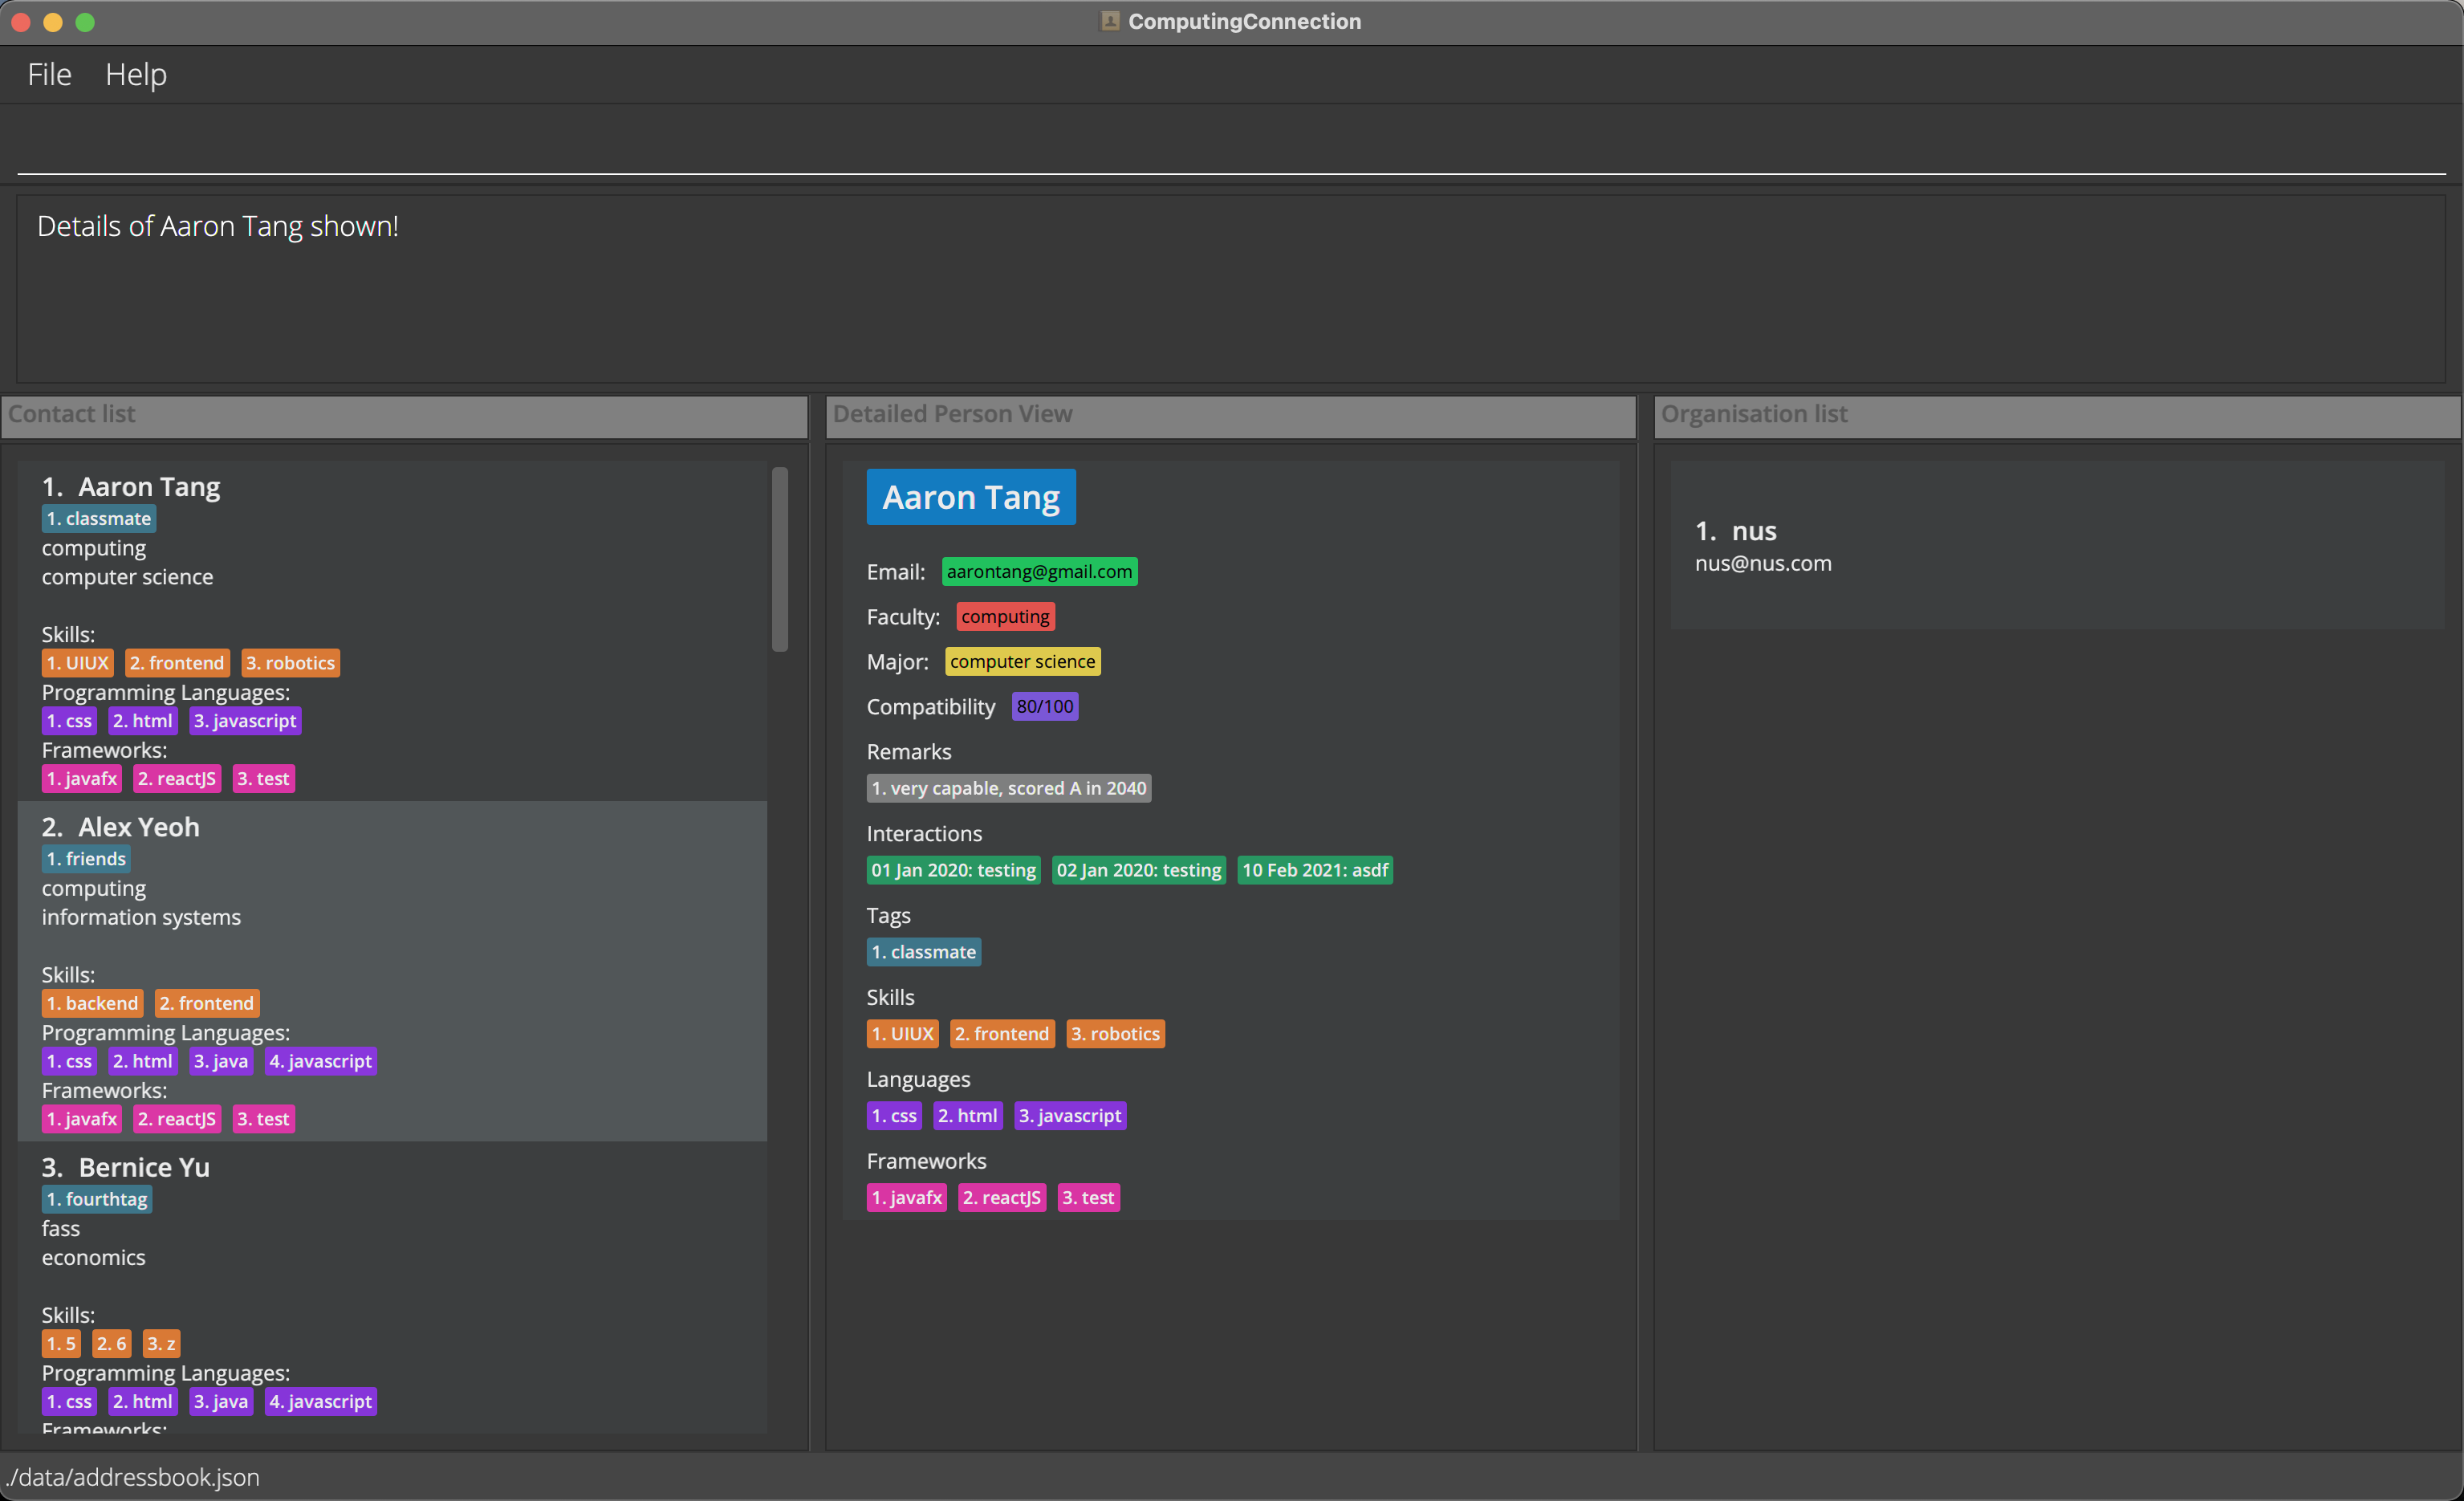 ComputingConnection
File Help
Details of Aaron Tang shown!
Contact list
1. Aaron Tang
1. classmate
computing
computer science
Skills:
1. UIUX 2. frontend 3. robotics
Programming Languages:
1. css 2. html 3. javascript
Frameworks:
1. javafx 2. reactJS 3. test
2. Alex Yeoh
1. friends
computing
information systems
Skills:
1. backend 2. frontend
Programming Languages:
1. css 2. html 3. java 4. javascript
Frameworks:
1. javafx 2. reactJS 3. test
3. Bernice Yu
1. fourthtag
fass
economics
Skills:
1. 5 2. 6 3. z
Programming Languages:
1. css 2. html 3. java 4. javascript
Frameworks:
Detailed Person View
Aaron Tang
Email: aarontang@gmail.com
Faculty: computing
Major: computer science
Compatibility 80/100
Remarks
1. very capable, scored A in 2040
Interactions
01 Jan 2020: testing 02 Jan 2020: testing 10 Feb 2021: asdf
Tags
1. classmate
Skills
1. UIUX 2. frontend 3. robotics
Languages
1. css 2. html 3. javascript
Frameworks
1. javafx 2. reactJS 3. test
Organisation list
1. nus
nus@nus.com
./data/addressbook.json